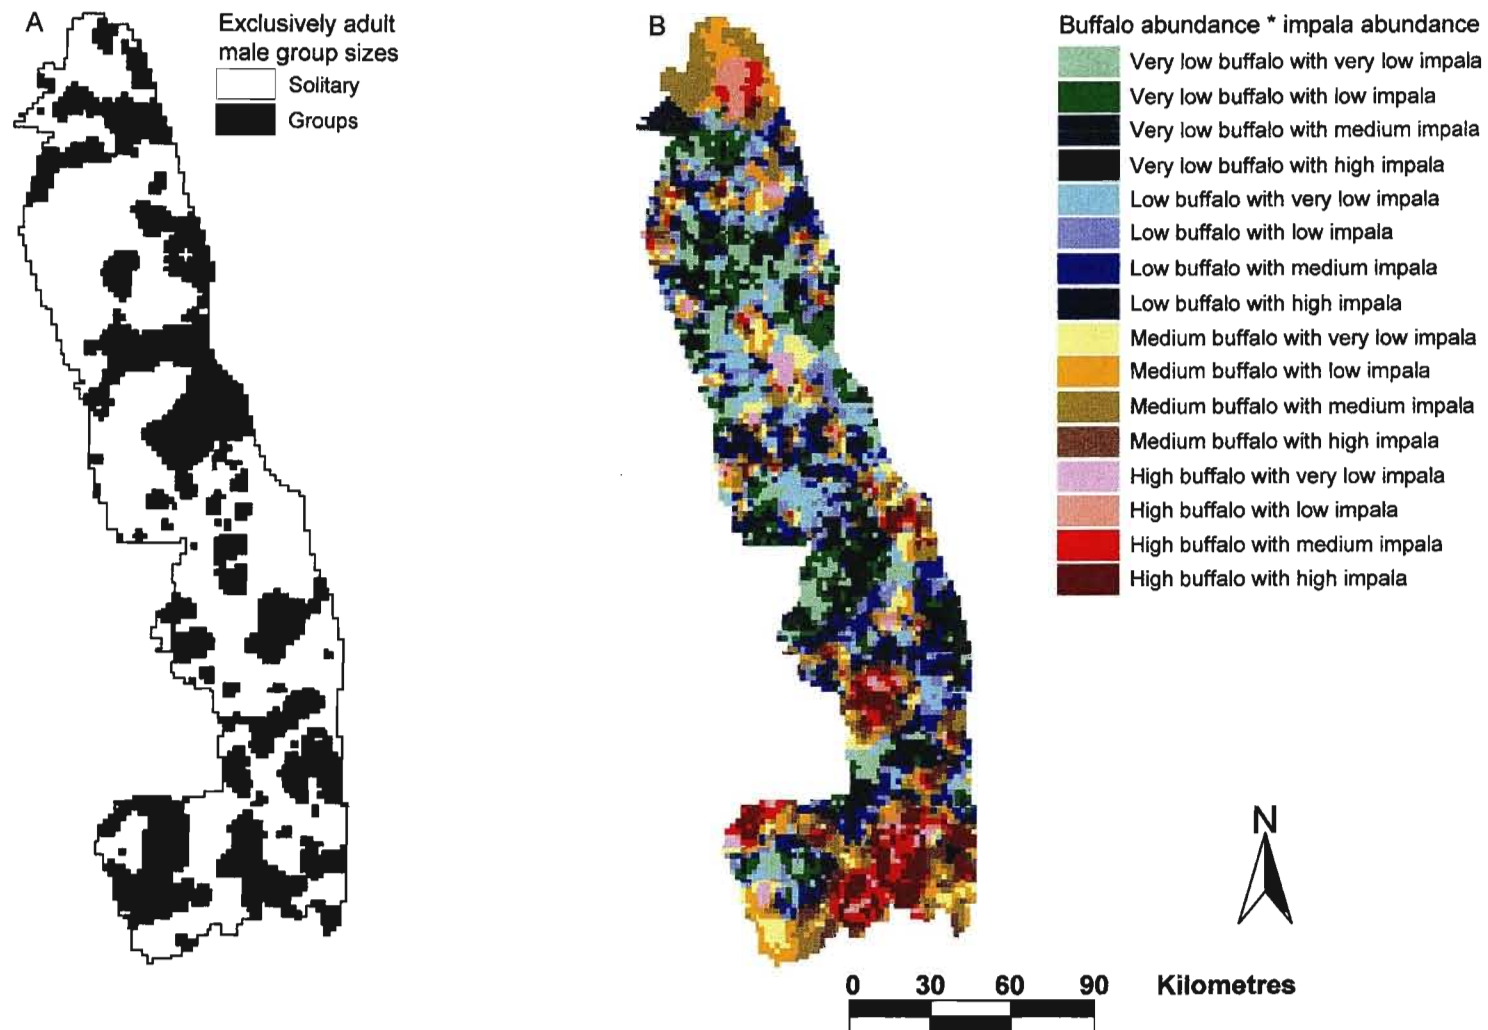 A
Exclusively adult
male group sizes
Solitary
Groups
B
Buffalo abundance * impala abundance
Very low buffalo with very low impala
Very low buffalo with low impala
Very low buffalo with medium impala
Very low buffalo with high impala
Low buffalo with very low impala
Low buffalo with low impala
Low buffalo with medium impala
Low buffalo with high impala
Medium buffalo with very low impala
Medium buffalo with low impala
Medium buffalo with medium impala
Medium buffalo with high impala
High buffalo with very low impala
High buffalo with low impala
High buffalo with medium impala
High buffalo with high impala
N
0 30 60 90 Kilometres